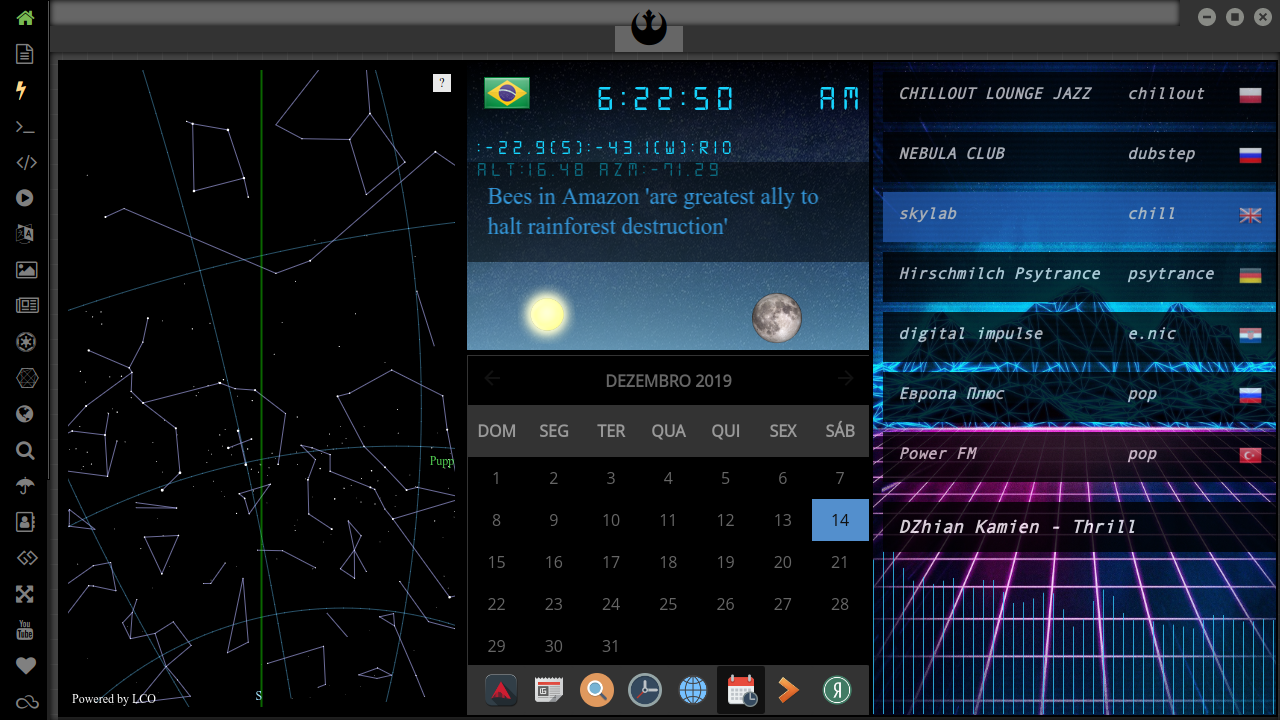 ?
Pupp
S
Powered by LCO
6:22:50 AM
:-22.9(S):-43.1(W):RIO
ALT:16.48 AZM:-71.29
Bees in Amazon 'are greatest ally to
halt rainforest destruction'
DEZEMBRO 2019
DOM SEG TER QUA QUI SEX SÁB
1 2 3 4 5 6 7
8 9 10 11 12 13 14
15 16 17 18 19 20 21
22 23 24 25 26 27 28
29 30 31
CHILLOUT LOUNGE JAZZ chillout
NEBULA CLUB dubstep
skylab chill
Hirschmilch Psytrance psytrance
digital impulse e.nic
Европа Плюс pop
Power FM pop
DZhian Kamien - Thrill
You
Tube
Я